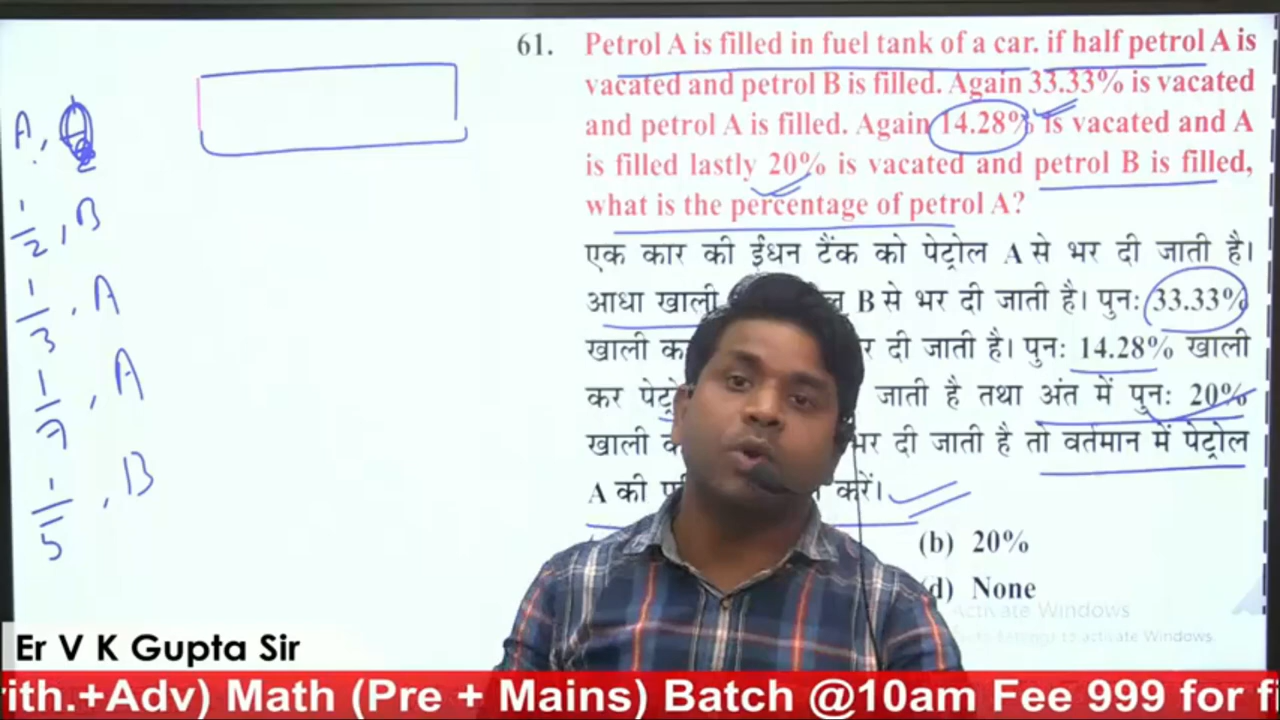 61. Petrol A is filled in fuel tank of a car. if half petrol A is
vacated and petrol B is filled. Again 33.33% is vacated
and petrol A is filled. Again 14.28% is vacated and A
is filled lastly 20% is vacated and petrol B is filled,
what is the percentage of petrol A?
एक कार की ईंधन टैंक को पेट्रोल A से भर दी जाती है।
आधा खाली B से भर दी जाती है। पुन: 33.33%
खाली दी जाती है। पुन: 14.28% खाली
कर जाती है तथा अंत में पुन: 20%
खाली भर दी जाती है तो वर्तमान में पेट्रोल
A की करें।
(b) 20%
(d) None
A,
1/2, B
1/3, A
1/7, A
1/5, B
Activate Windows
to activate Windows.
Er V K Gupta Sir
rith.+Adv) Math (Pre + Mains) Batch @10am Fee 999 for fi